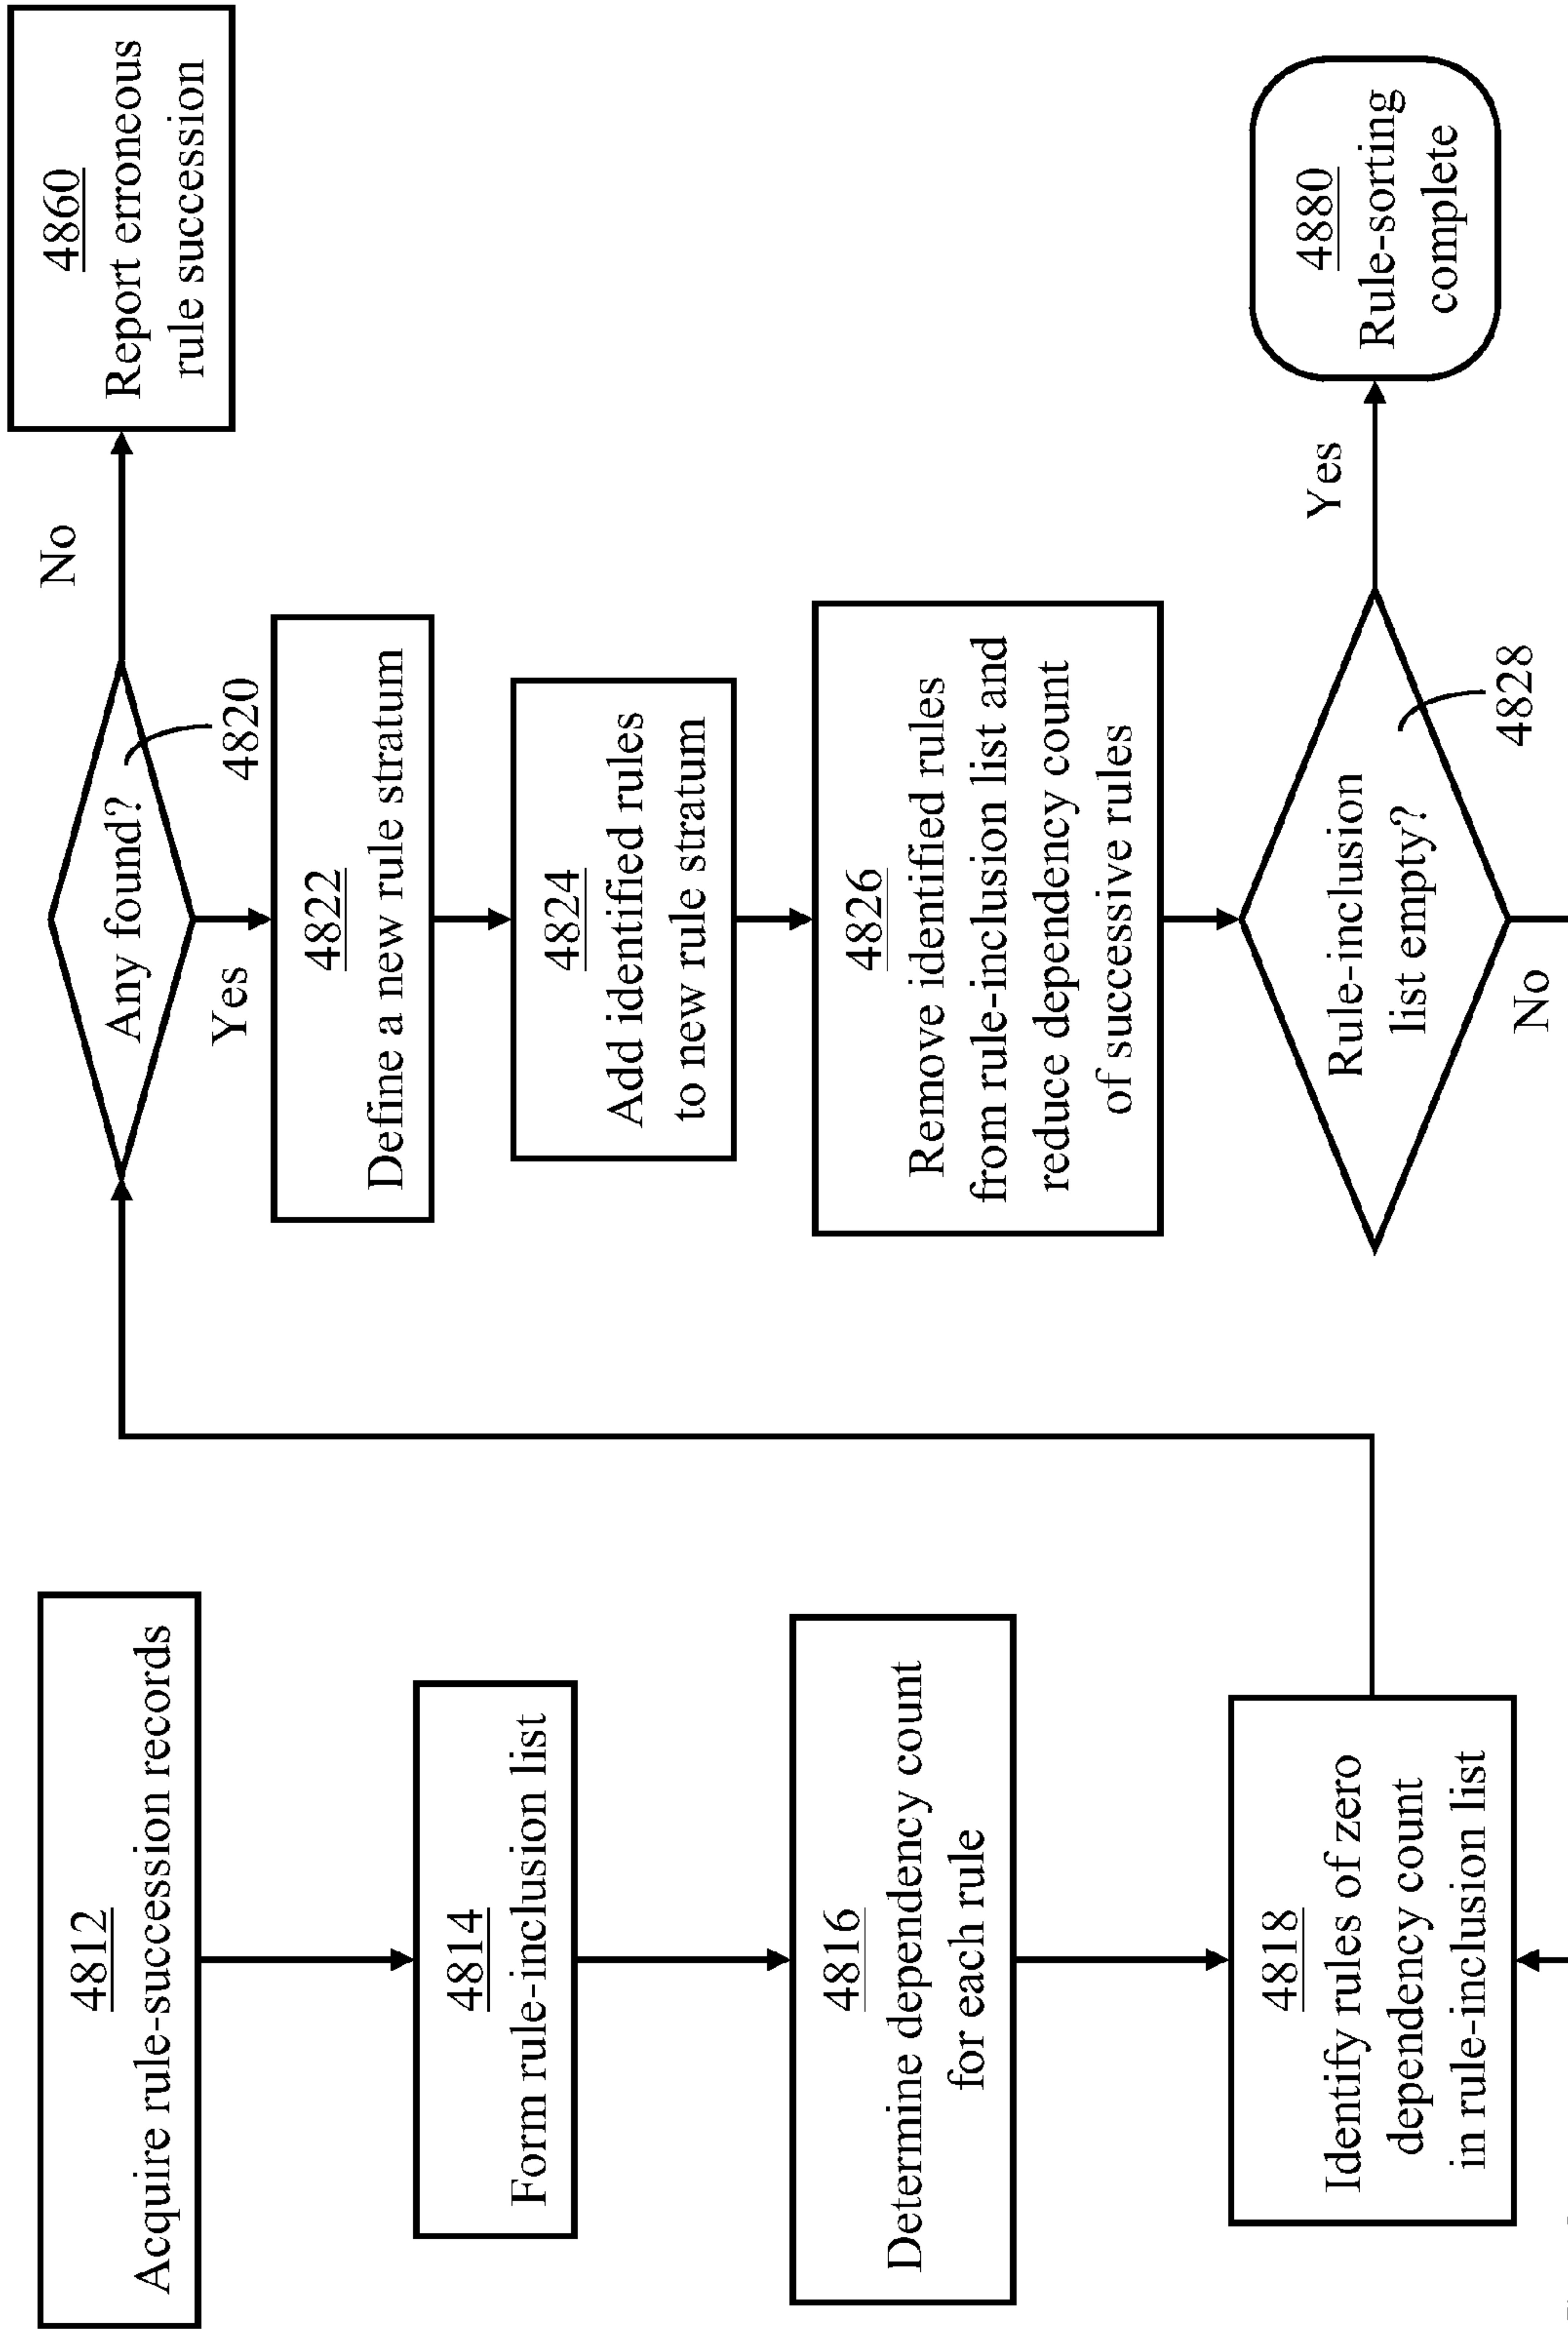 4812
Acquire rule-succession records
4814
Form rule-inclusion list
4816
Determine dependency count
for each rule
4818
Identify rules of zero
dependency count
in rule-inclusion list
Any found?
4820
No
4860
Report erroneous
rule succession
Yes
4822
Define a new rule stratum
4824
Add identified rules
to new rule stratum
4826
Remove identified rules
from rule-inclusion list and
reduce dependency count
of successive rules
Rule-inclusion
list empty?
4828
Yes
4880
Rule-sorting
complete
No